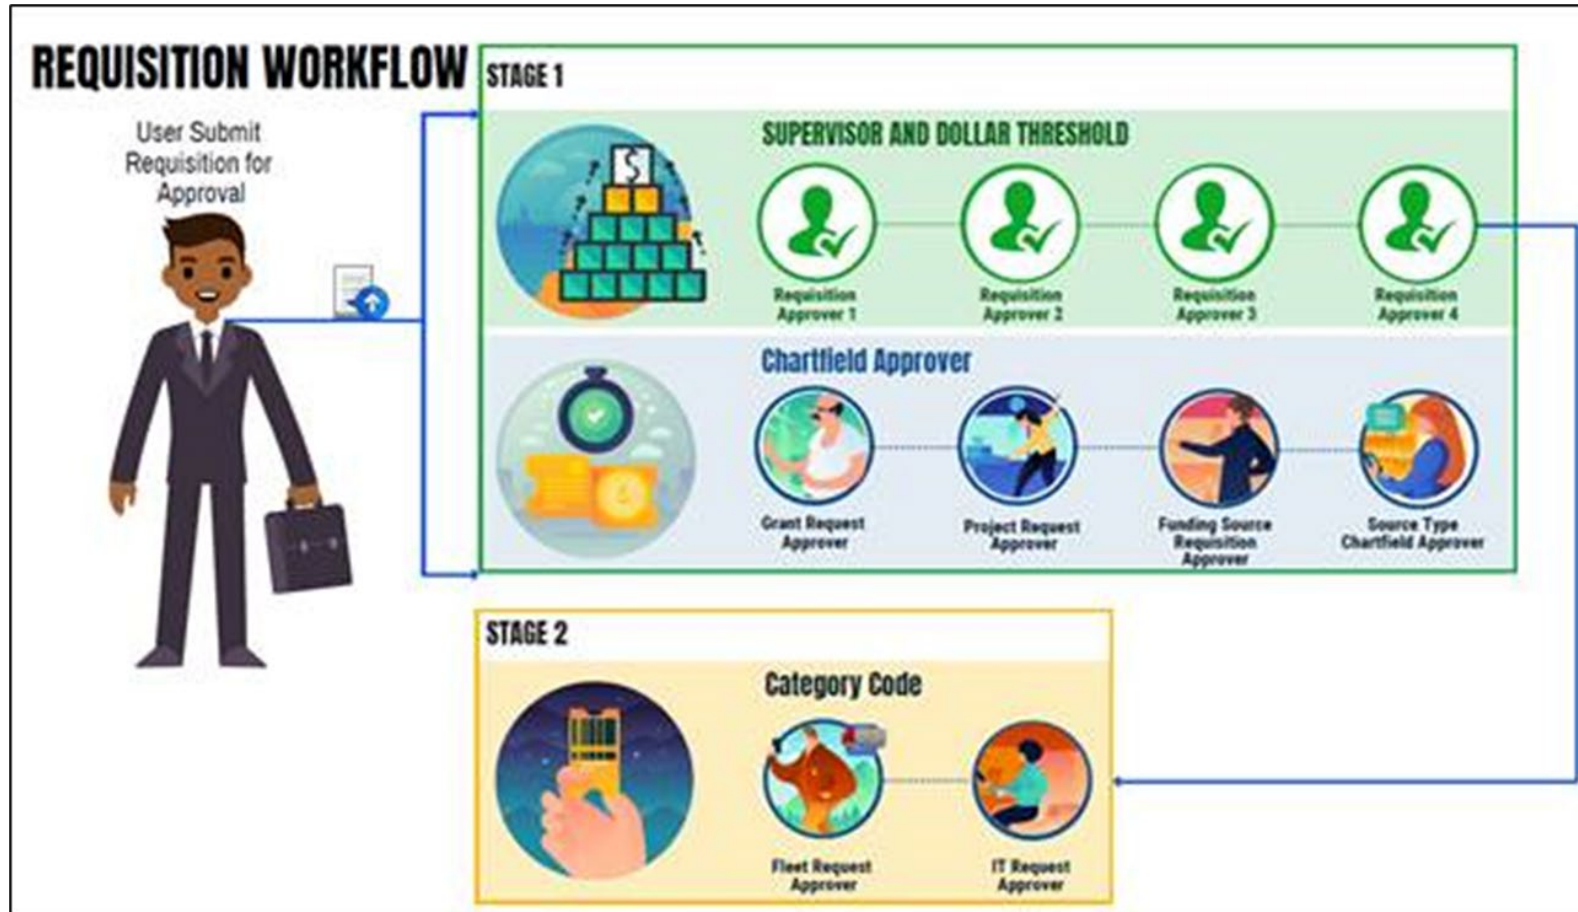 REQUISITION WORKFLOW
User Submit
Requisition for
Approval
STAGE 1
SUPERVISOR AND DOLLAR THRESHOLD
Requisition
Approver 1
Requisition
Approver 2
Requisition
Approver 3
Requisition
Approver 4
Chartfield Approver
Grant Request
Approver
Project Request
Approver
Funding Source
Requisition
Approver
Source Type
Chartfield Approver
STAGE 2
Category Code
Fleet Request
Approver
IT Request
Approver